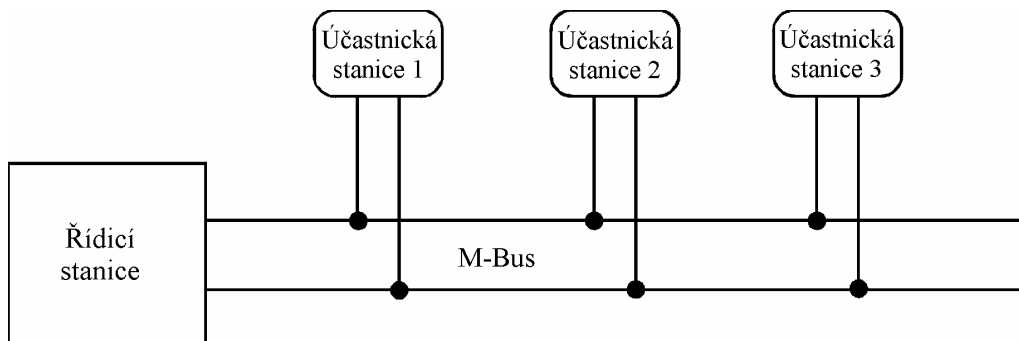 Účastnická
stanice 1
Účastnická
stanice 2
Účastnická
stanice 3
Řídicí
stanice
M-Bus